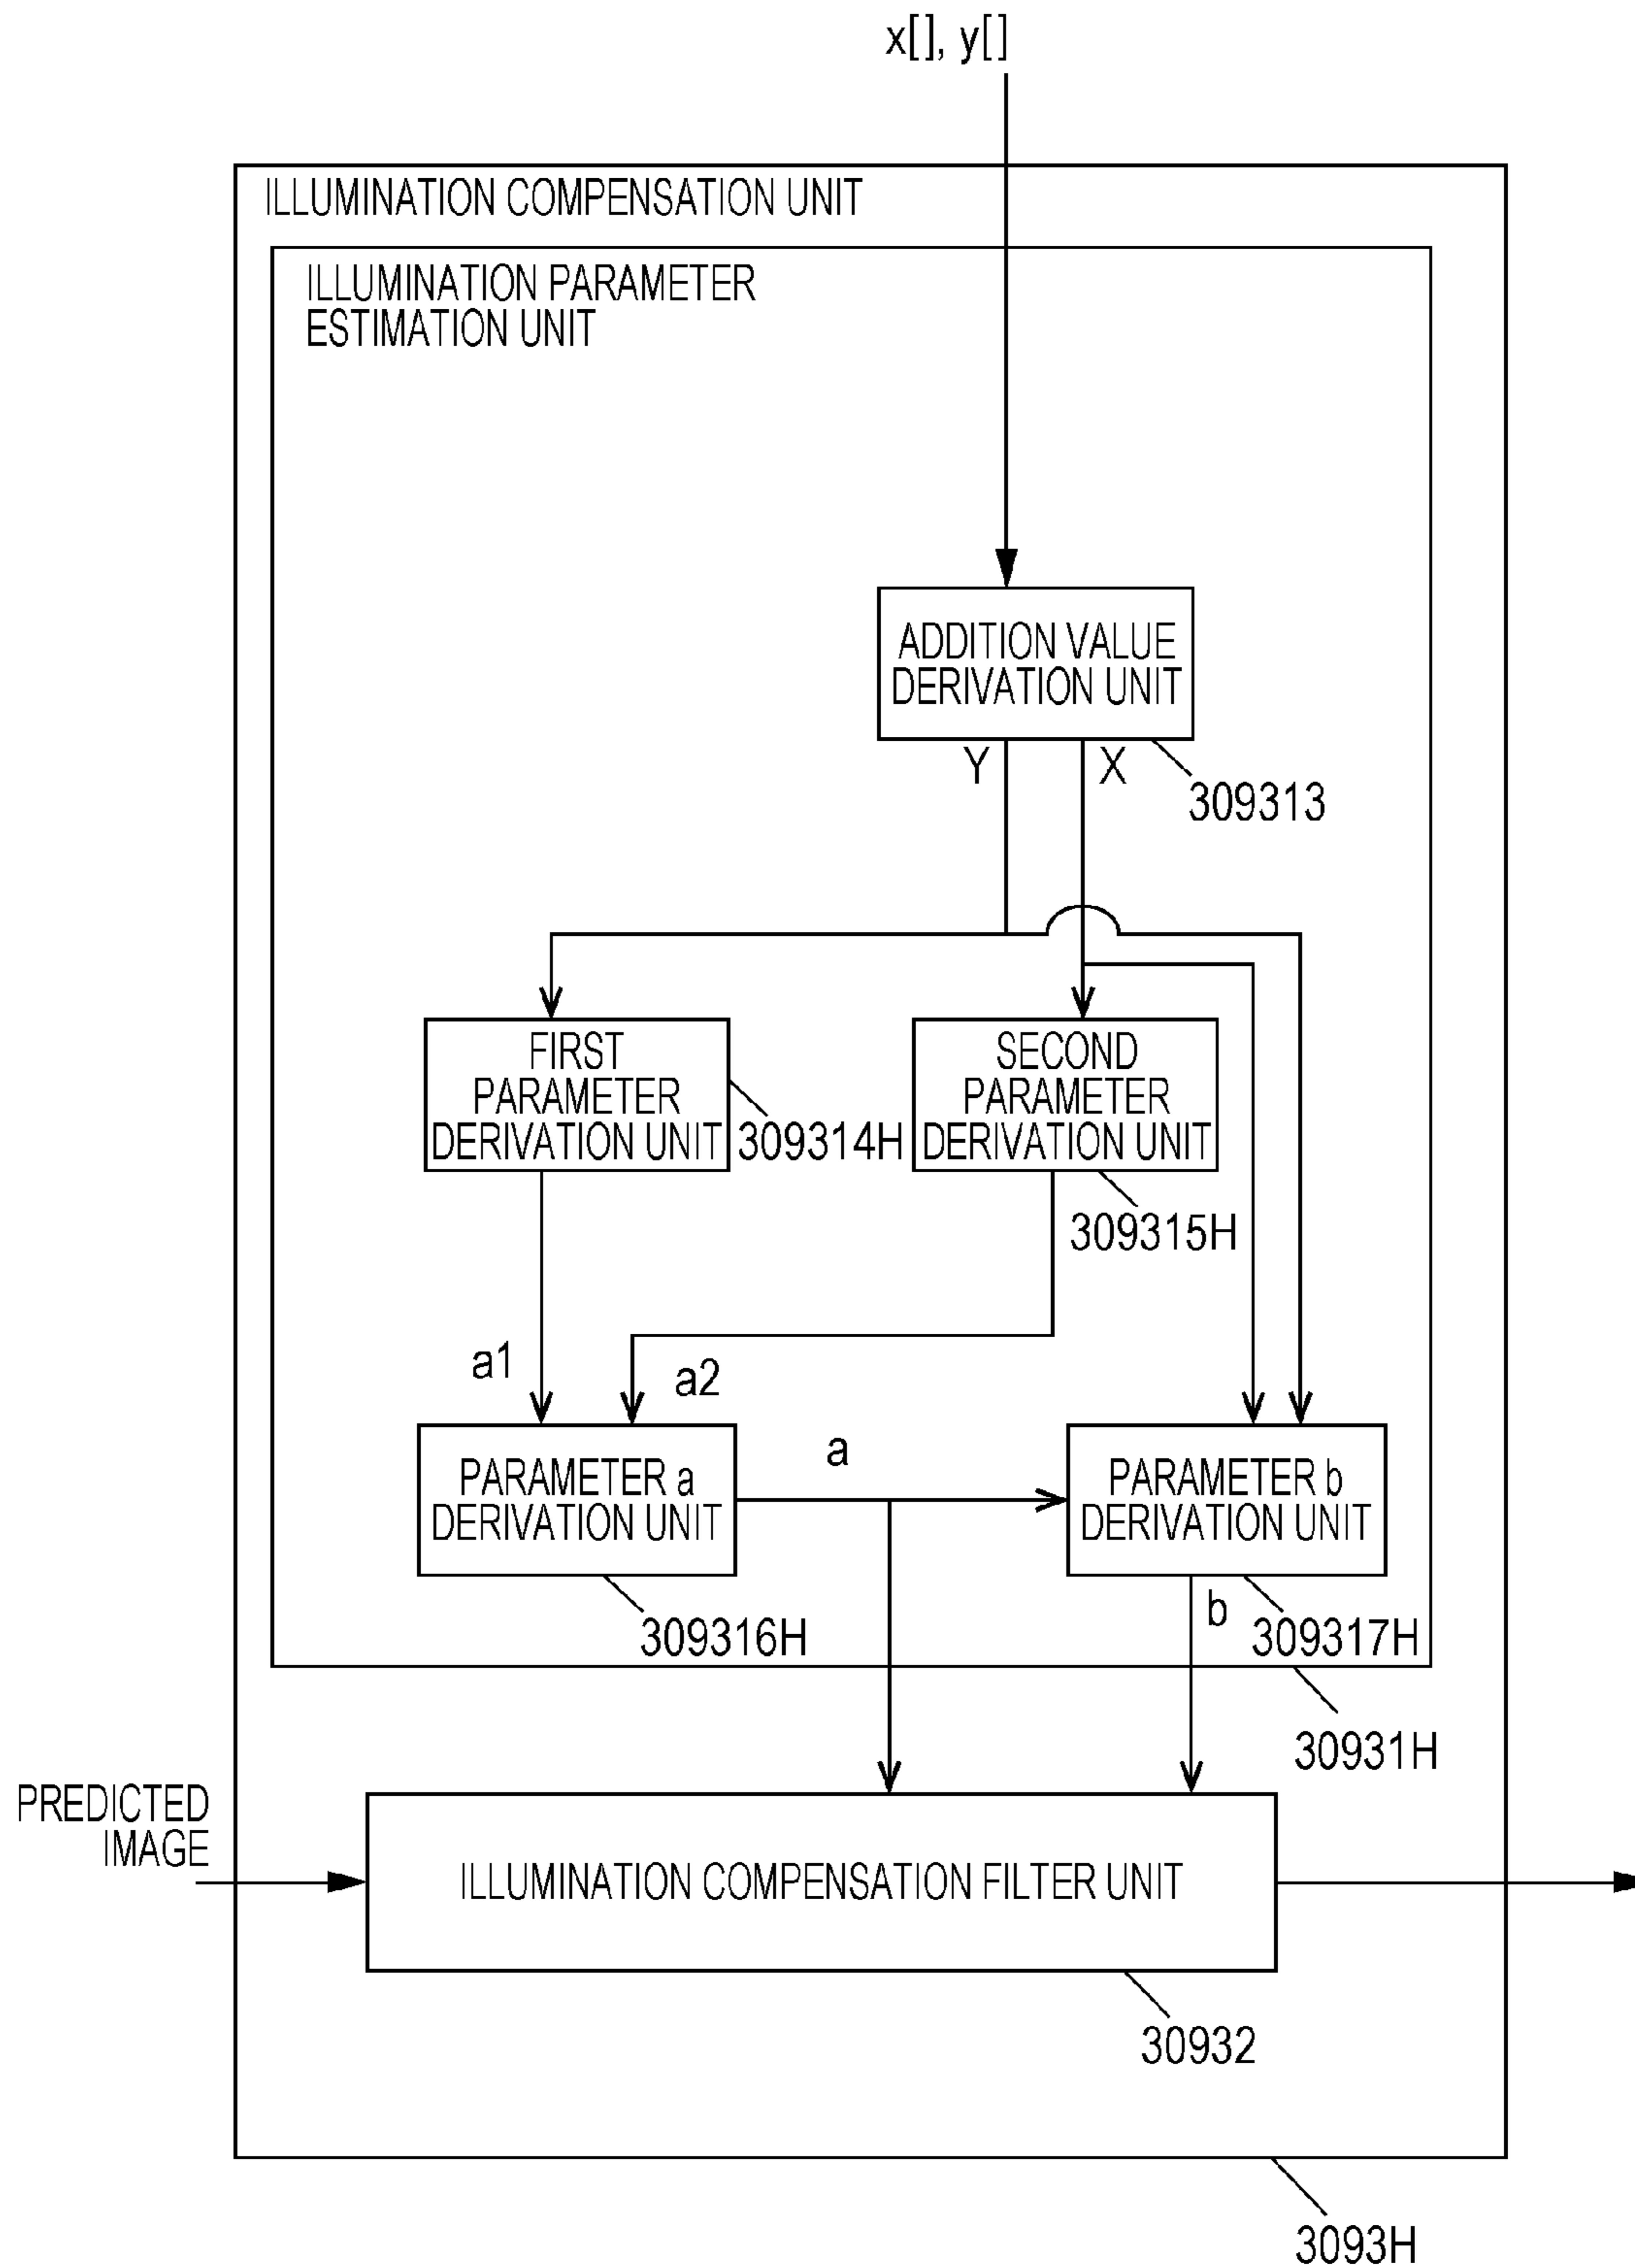 x[ ], y[ ]
ILLUMINATION COMPENSATION UNIT
ILLUMINATION PARAMETER
ESTIMATION UNIT
ADDITION VALUE
DERIVATION UNIT
Y
X
309313
FIRST
PARAMETER
DERIVATION UNIT
309314H
SECOND
PARAMETER
DERIVATION UNIT
309315H
a1
a2
PARAMETER a
DERIVATION UNIT
a
PARAMETER b
DERIVATION UNIT
309316H
b
309317H
30931H
PREDICTED
IMAGE
ILLUMINATION COMPENSATION FILTER UNIT
30932
3093H